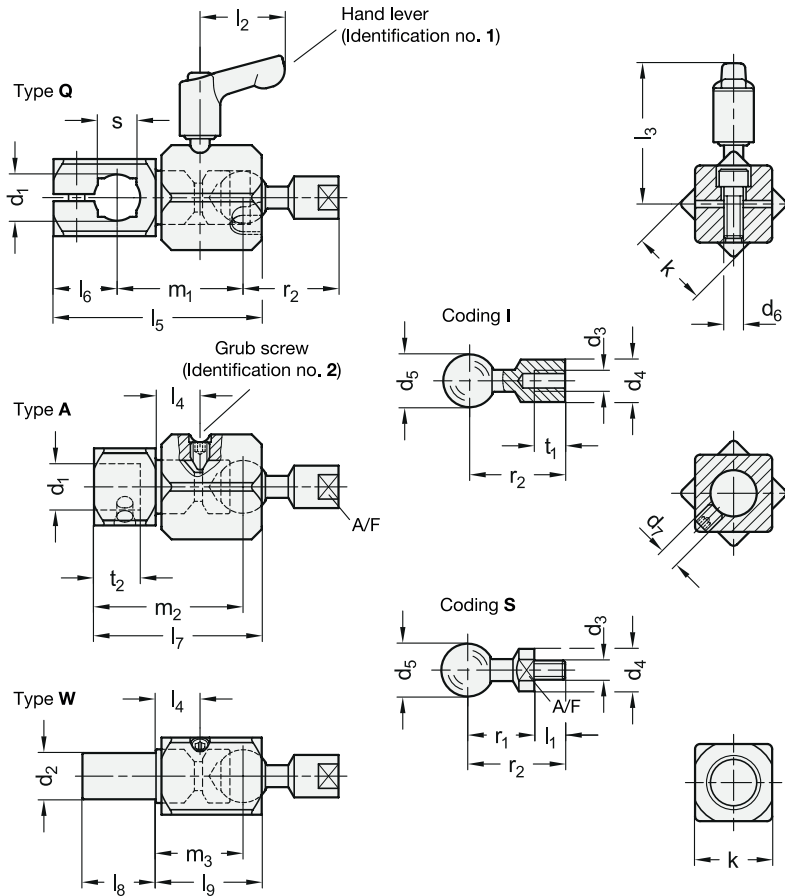 l2
Hand lever
(Identification no. 1)
Type Q
s
d1
l3
l6
m1
r2
l5
k
d6
Coding I
d3
d5
d4
t1
r2
Grub screw
(Identification no. 2)
l4
Type A
d1
A/F
t2
m2
l7
d7
Coding S
d3
d5
d4
A/F
r1
l1
r2
Type W
l4
d2
m3
l8
l9
k